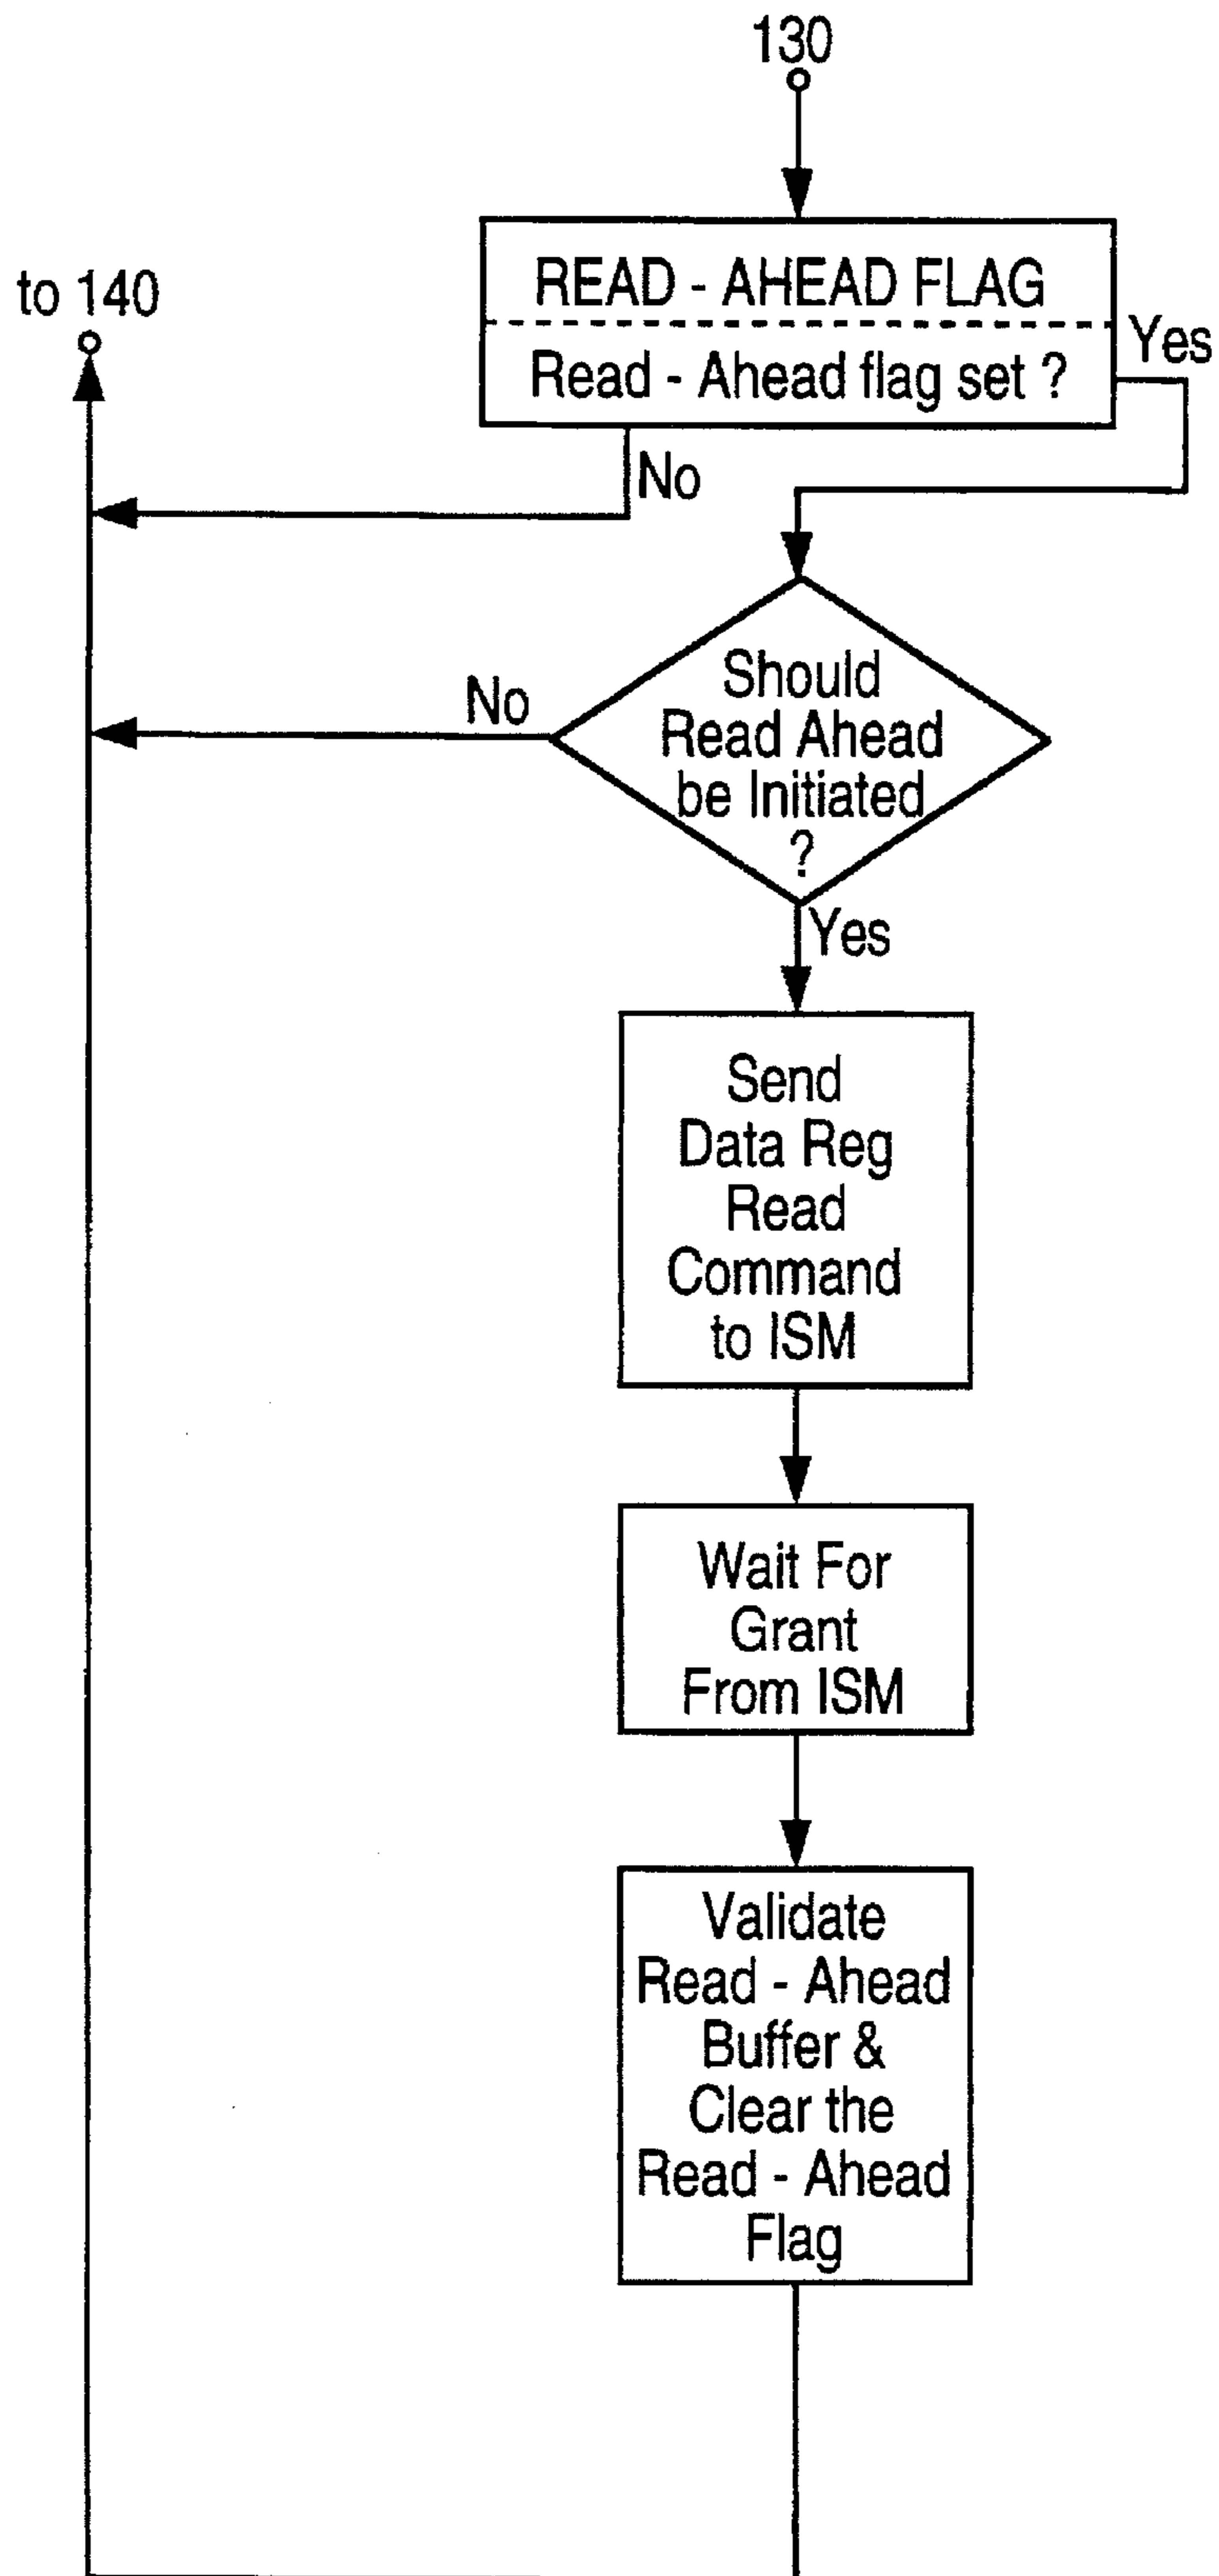 130
to 140
READ - AHEAD FLAG
Read - Ahead flag set ?
Yes
No
Should
Read Ahead
be Initiated
?
No
Yes
Send
Data Reg
Read
Command
to ISM
Wait For
Grant
From ISM
Validate
Read - Ahead
Buffer &
Clear the
Read - Ahead
Flag